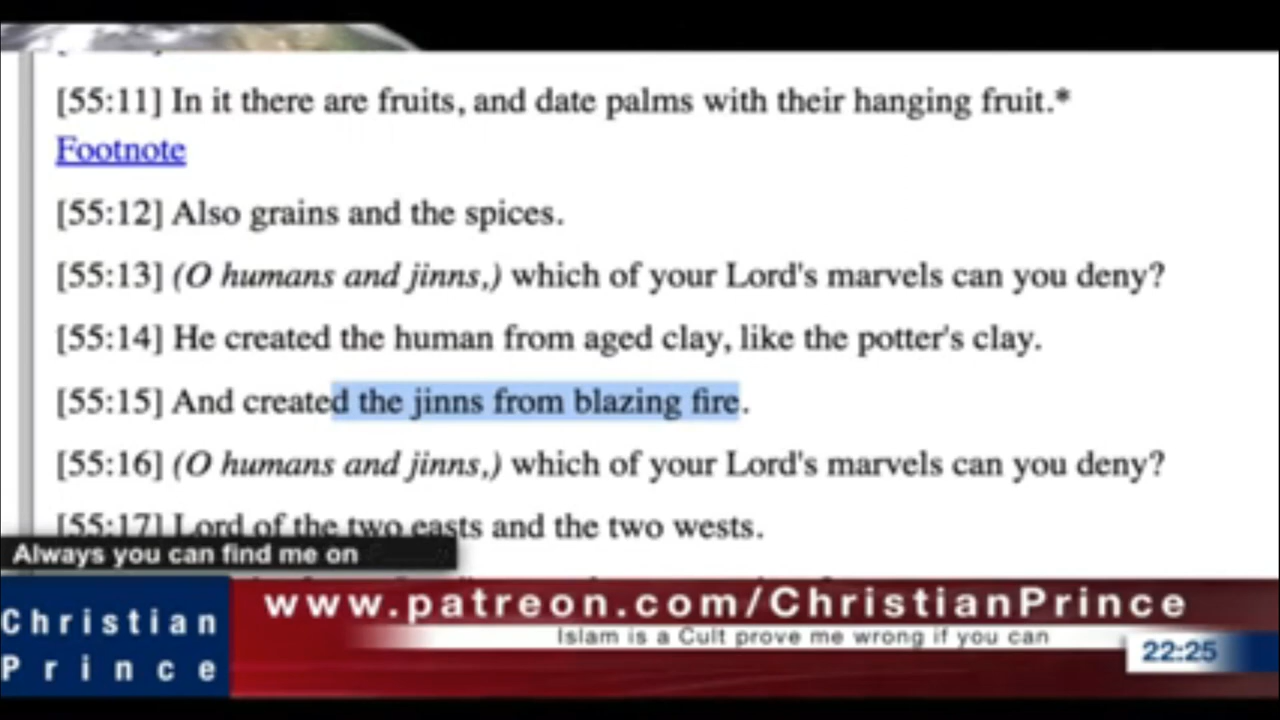 [55:11] In it there are fruits, and date palms with their hanging fruit.*
Footnote
[55:12] Also grains and the spices.
[55:13] (O humans and jinns,) which of your Lord's marvels can you deny?
[55:14] He created the human from aged clay, like the potter's clay.
[55:15] And created the jinns from blazing fire.
[55:16] (O humans and jinns,) which of your Lord's marvels can you deny?
[55:17] Lord of the two easts and the two wests.
Always you can find me on
Christian
Prince
www.patreon.com/ChristianPrince
Islam is a Cult prove me wrong if you can
22:25